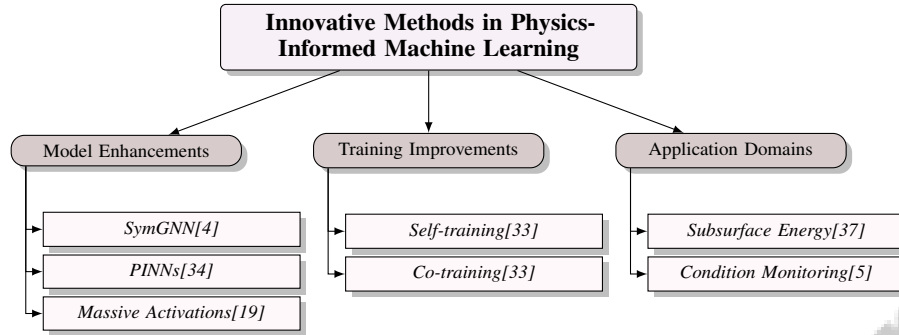 Innovative Methods in Physics-
Informed Machine Learning
Model Enhancements
Training Improvements
Application Domains
SymGNN[4]
PINNs[34]
Massive Activations[19]
Self-training[33]
Co-training[33]
Subsurface Energy[37]
Condition Monitoring[5]